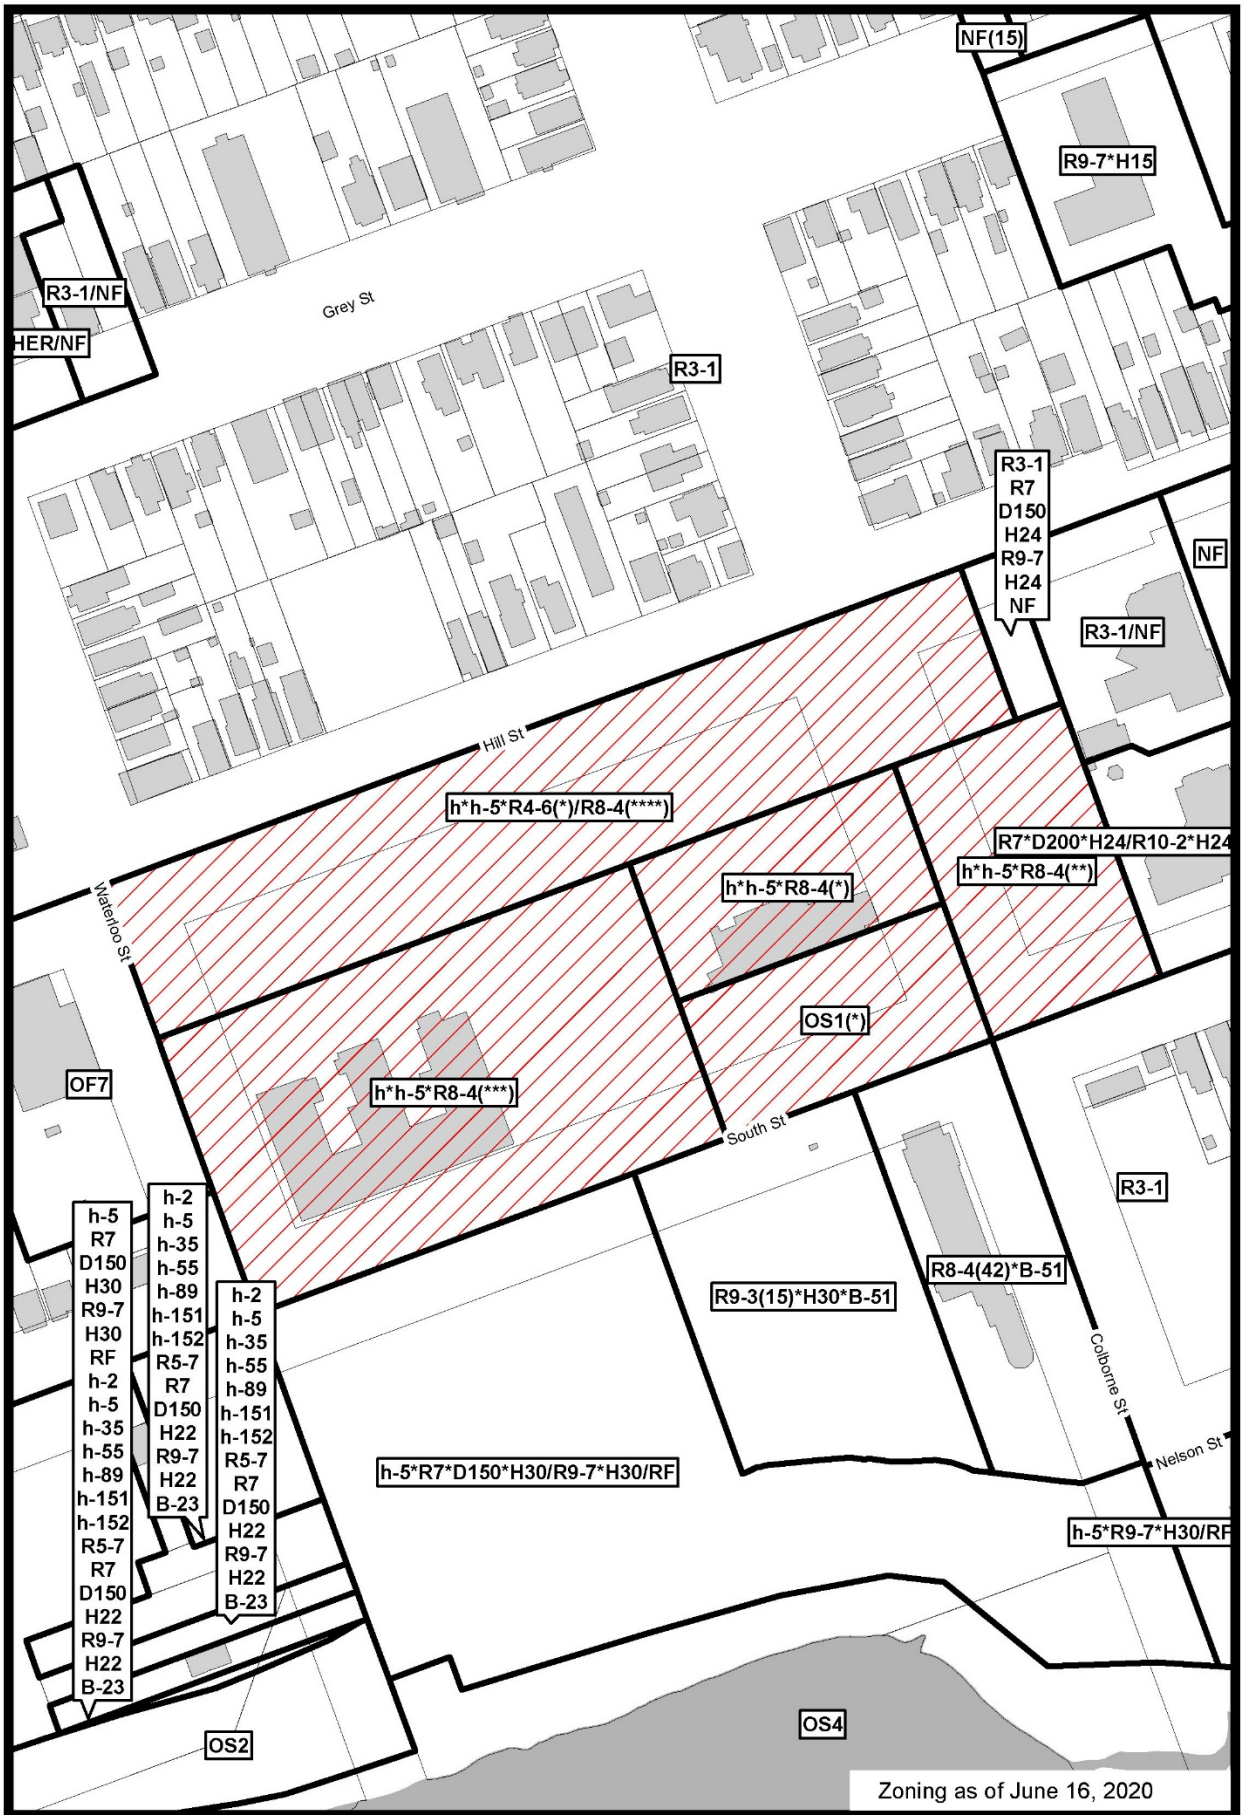 NF(15)
R9-7*H15
R3-1/NF
HER/NF
Grey St
R3-1
R3-1
R7
D150
H24
R9-7
H24
NF
NF
R3-1/NF
Hill St
h*h-5*R4-6(*)/R8-4(****)
R7*D200*H24/R10-2*H24
h*h-5*R8-4(**)
h*h-5*R8-4(*)
Waterloo St
OS1(*)
OF7
h*h-5*R8-4(***)
South St
R3-1
h-5
R7
D150
H30
R9-7
H30
RF
h-2
h-5
h-35
h-55
h-89
h-151
h-152
R5-7
R7
D150
H22
R9-7
H22
B-23
h-2
h-5
h-35
h-55
h-89
h-151
h-152
R5-7
R7
D150
H22
R9-7
H22
B-23
h-2
h-5
h-35
h-55
h-89
h-151
h-152
R5-7
R7
D150
H22
R9-7
H22
B-23
R8-4(42)*B-51
R9-3(15)*H30*B-51
Colborne St
Nelson St
h-5*R7*D150*H30/R9-7*H30/RF
h-5*R9-7*H30/RF
OS2
OS4
Zoning as of June 16, 2020